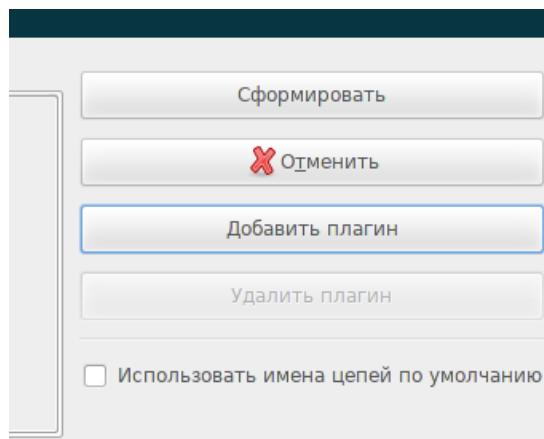 Сформировать
Отменить
Добавить плагин
Удалить плагин
Использовать имена цепей по умолчанию